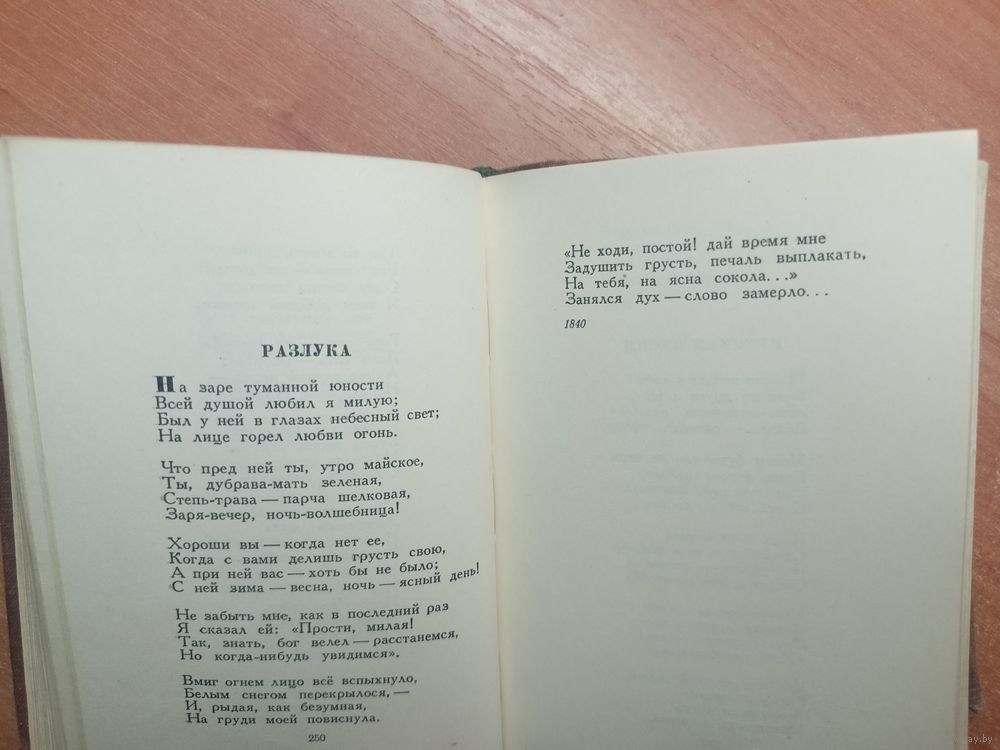 РАЗЛУКА
На заре туманной юности
Всей душой любил я милую;
Был у ней в глазах небесный свет;
На лице горел любви огонь.
Что пред ней ты, утро майское,
Ты, дубрава-мать зеленая,
Степь-трава — парча шелковая,
Заря-вечер, ночь-волшебница!
Хороши вы — когда нет ее,
Когда с вами делишь грусть свою,
А при ней вас — хоть бы не было;
С ней зима — весна, ночь — ясный день!
Не забыть мне, как в последний раз
Я сказал ей: «Прости, милая!
Так, знать, бог велел — расстанемся,
Но когда-нибудь увидимся».
Вмиг огнем лицо всё вспыхнуло,
Белым снегом перекрылося, —
И, рыдая, как безумная,
На груди моей повиснула.
250
«Не ходи, постой! дай время мне
Задушить грусть, печаль выплакать,
На тебя, на ясна сокола...»
Занялся дух — слово замерло...
1840